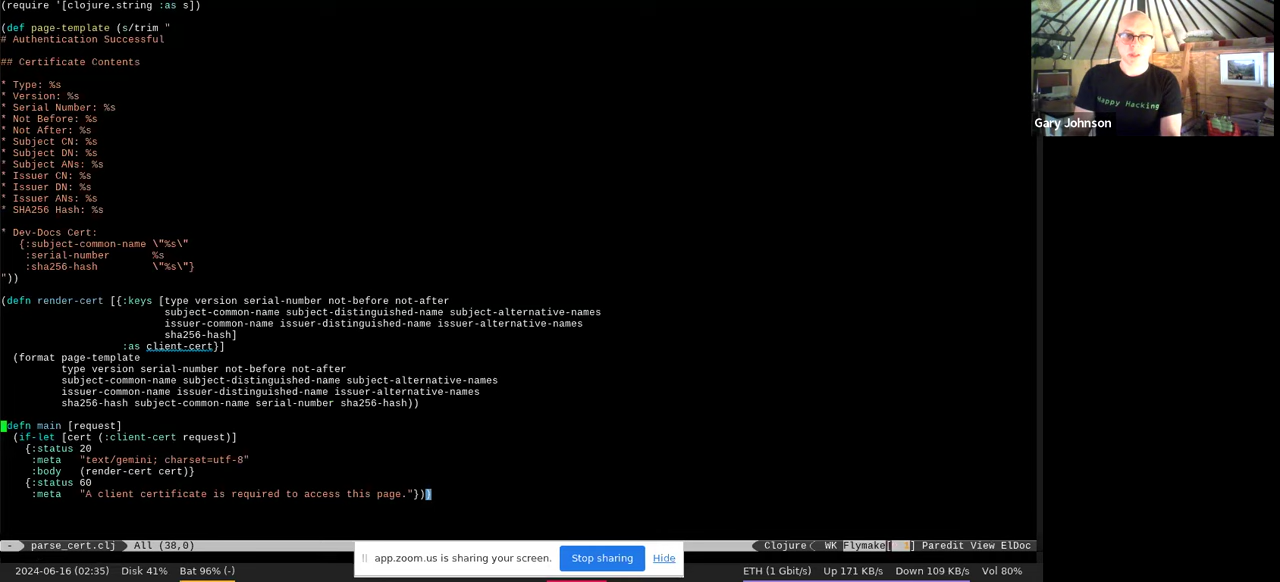 (require '[clojure.string :as s])
(def page-template (s/trim "
# Authentication Successful
## Certificate Contents
* Type: %s
* Version: %s
* Serial Number: %s
* Not Before: %s
* Not After: %s
* Subject CN: %s
* Subject DN: %s
* Subject ANs: %s
* Issuer CN: %s
* Issuer DN: %s
* Issuer ANs: %s
* SHA256 Hash: %s
* Dev-Docs Cert:
{:subject-common-name \"%s\"
:serial-number %s
:sha256-hash \"%s\"}
"))
(defn render-cert [{:keys [type version serial-number not-before not-after
subject-common-name subject-distinguished-name subject-alternative-names
issuer-common-name issuer-distinguished-name issuer-alternative-names
sha256-hash]
:as client-cert}]
(format page-template
type version serial-number not-before not-after
subject-common-name subject-distinguished-name subject-alternative-names
issuer-common-name issuer-distinguished-name issuer-alternative-names
sha256-hash subject-common-name serial-number sha256-hash))
defn main [request]
(if-let [cert (:client-cert request)]
{:status 20
:meta "text/gemini; charset=utf-8"
:body (render-cert cert)}
{:status 60
:meta "A client certificate is required to access this page."}))
Happy Hacking
Gary Johnson
- parse_cert.clj All (38,0) Clojure WK Flymake[ ] Paredit View ElDoc
app.zoom.us is sharing your screen. Stop sharing Hide
2024-06-16 (02:35) Disk 41% Bat 96% (-) ETH (1 Gbit/s) Up 171 KB/s Down 109 KB/s Vol 80%